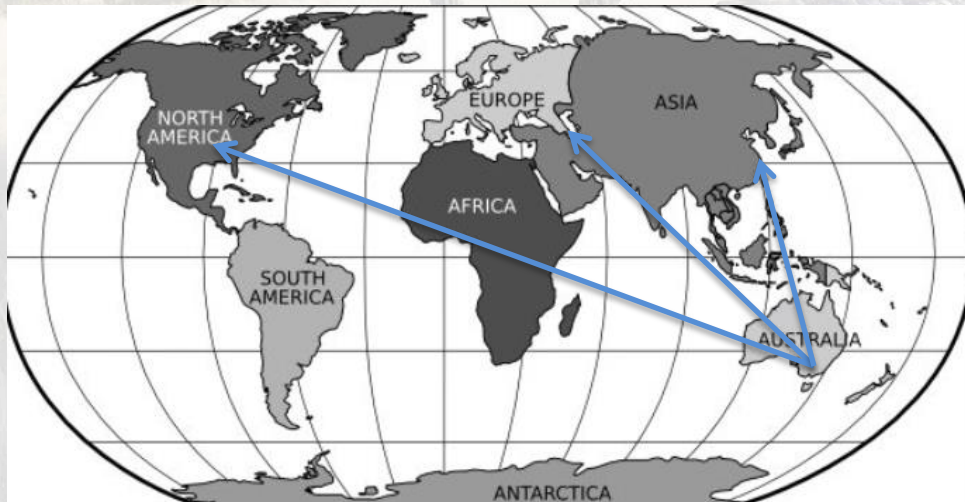 NORTH
AMERICA
EUROPE
ASIA
AFRICA
SOUTH
AMERICA
AUSTRALIA
ANTARCTICA